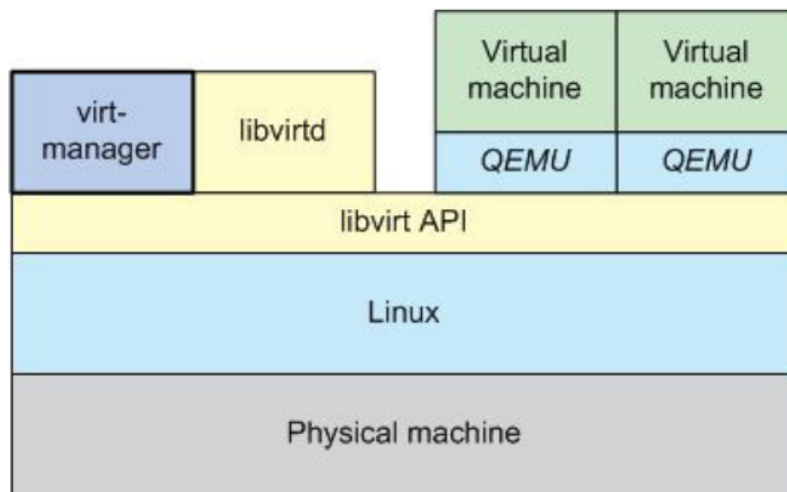 Virtual
machine
Virtual
machine
virt-
manager
libvirtd
QEMU
QEMU
libvirt API
Linux
Physical machine